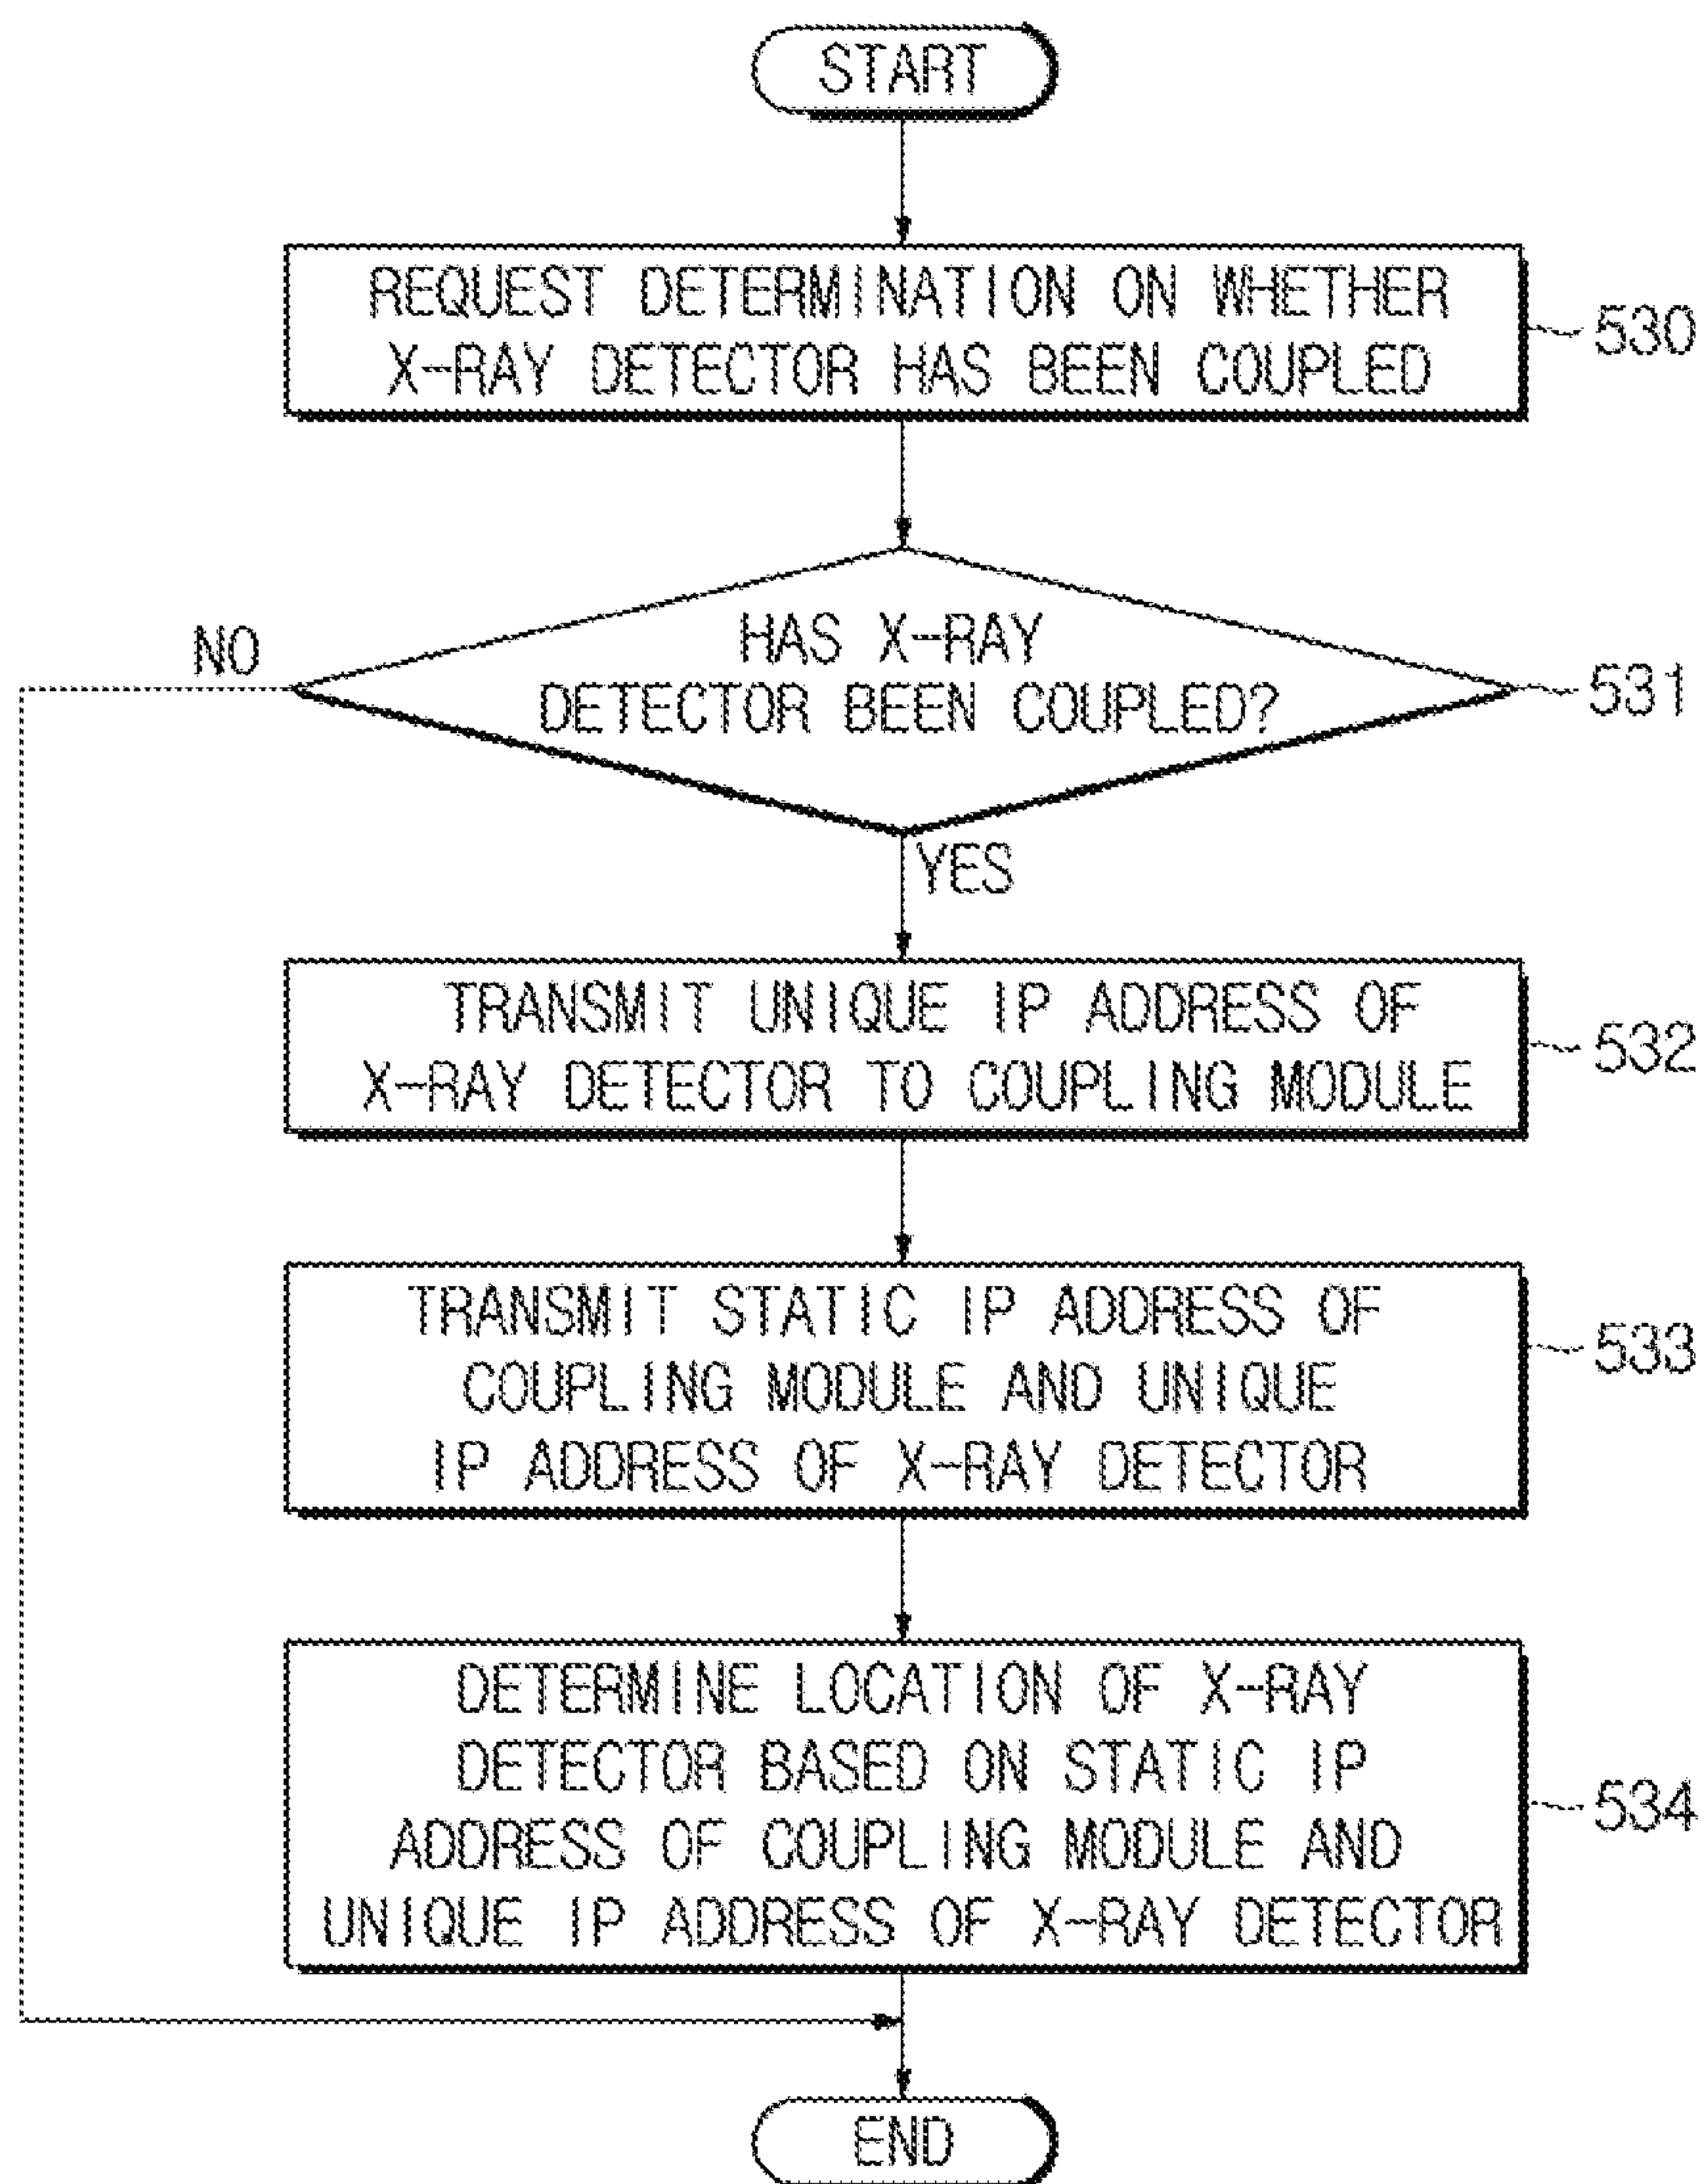 START
REQUEST DETERMINATION ON WHETHER
X-RAY DETECTOR HAS BEEN COUPLED
530
HAS X-RAY
DETECTOR BEEN COUPLED?
531
NO
YES
TRANSMIT UNIQUE IP ADDRESS OF
X-RAY DETECTOR TO COUPLING MODULE
532
TRANSMIT STATIC IP ADDRESS OF
COUPLING MODULE AND UNIQUE
IP ADDRESS OF X-RAY DETECTOR
533
DETERMINE LOCATION OF X-RAY
DETECTOR BASED ON STATIC IP
ADDRESS OF COUPLING MODULE AND
UNIQUE IP ADDRESS OF X-RAY DETECTOR
534
END